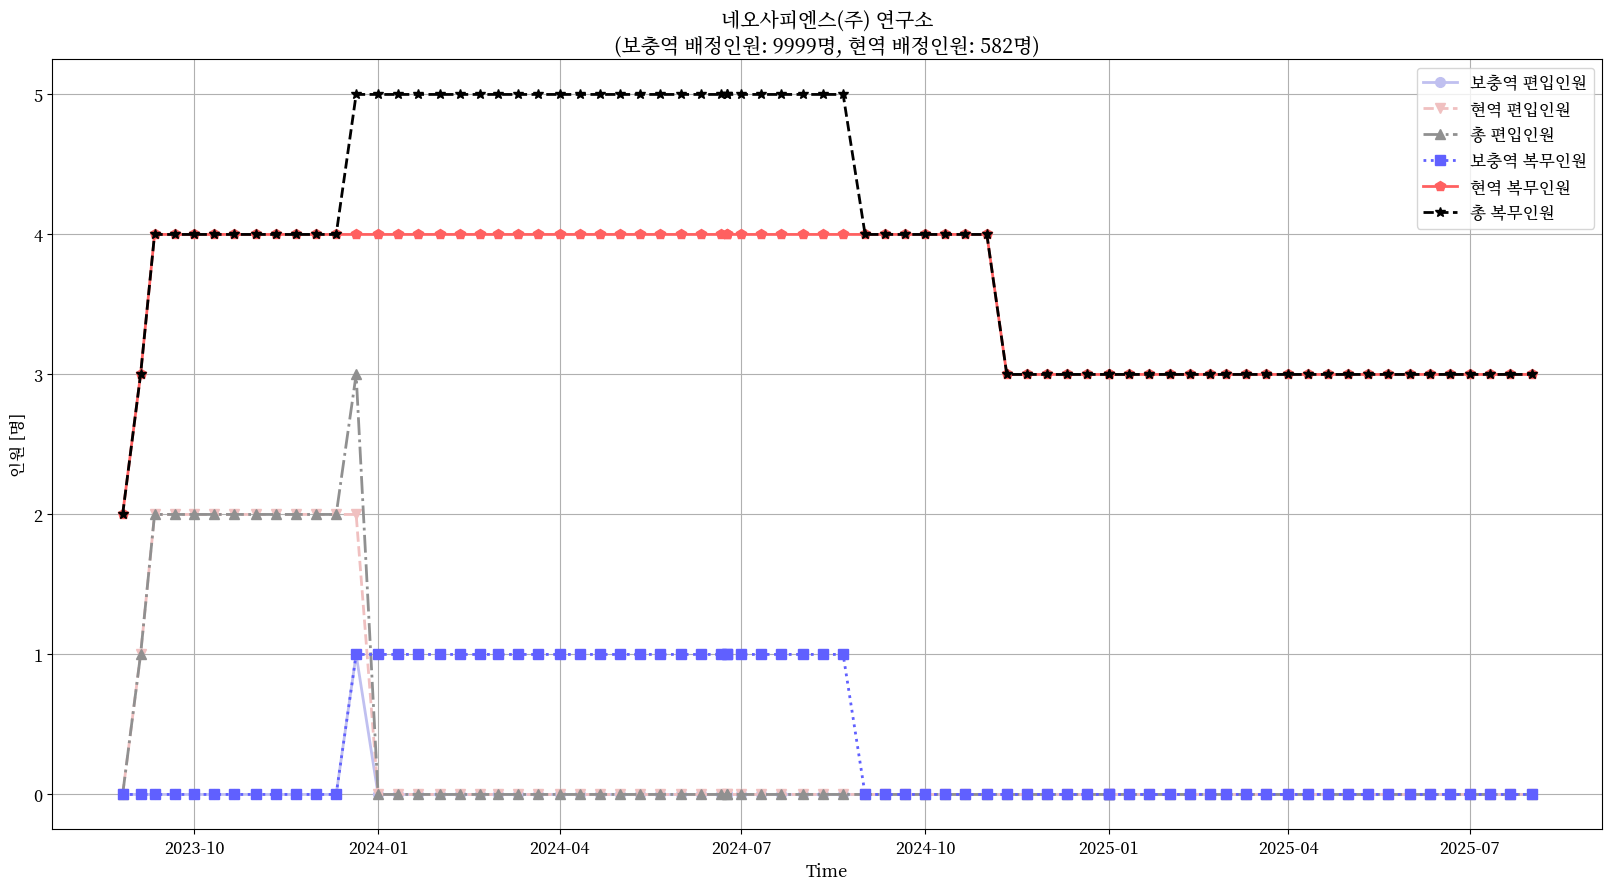 네오사피엔스(주) 연구소
(보충역 배정인원: 9999명, 현역 배정인원: 582명)
보충역 편입인원
현역 편입인원
총 편입인원
보충역 복무인원
현역 복무인원
총 복무인원
인원 [명]
5
4
3
2
1
0
2023-10
2024-01
2024-04
2024-07
2024-10
2025-01
2025-04
2025-07
Time